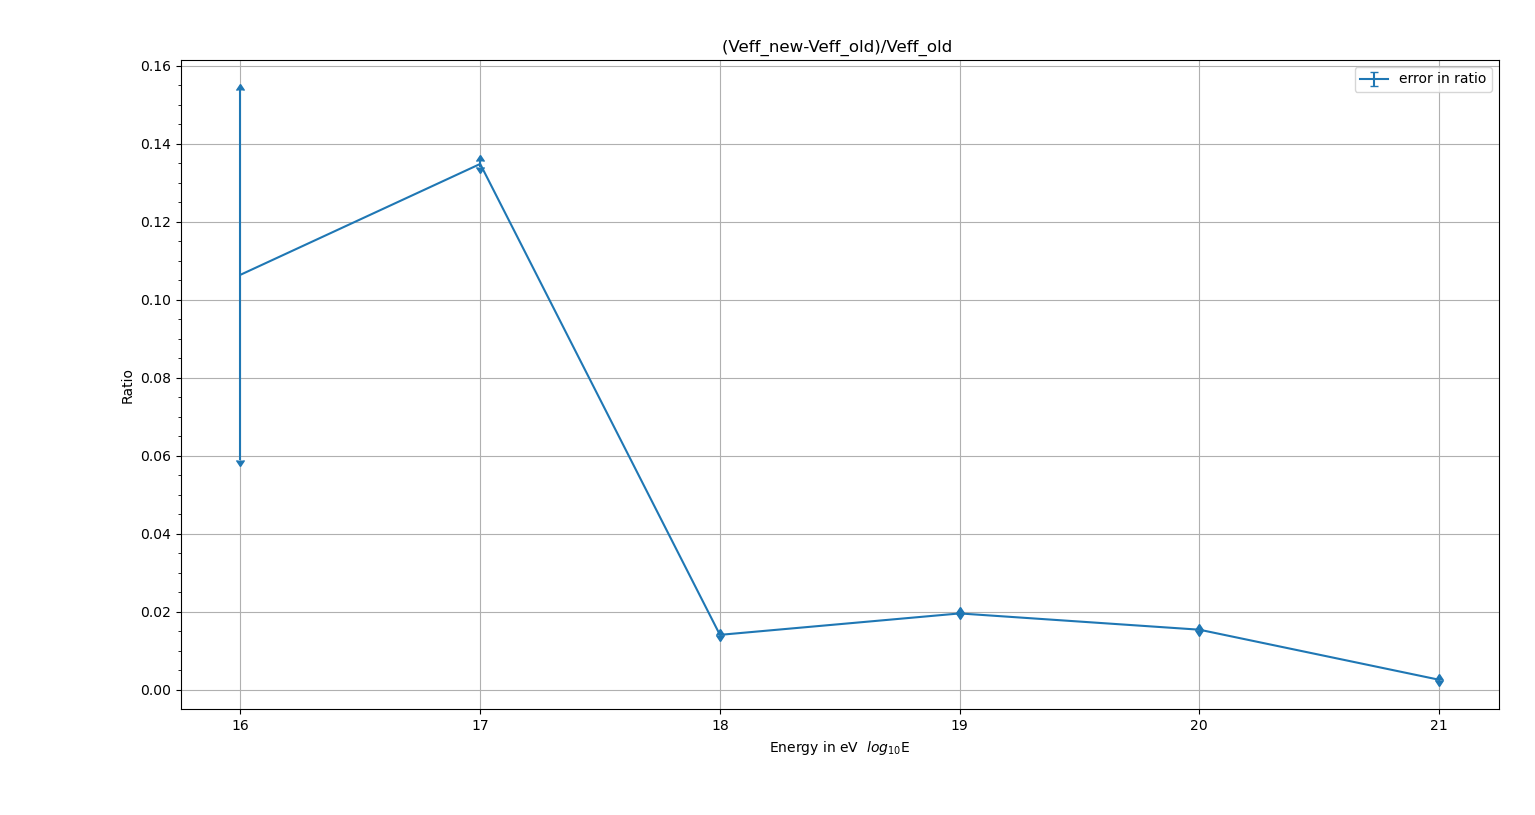 (Veff_new-Veff_old)/Veff_old
error in ratio
0.16
0.14
0.12
0.10
0.08
0.06
0.04
0.02
0.00
Ratio
16 17 18 19 20 21
Energy in eV log₁₀E